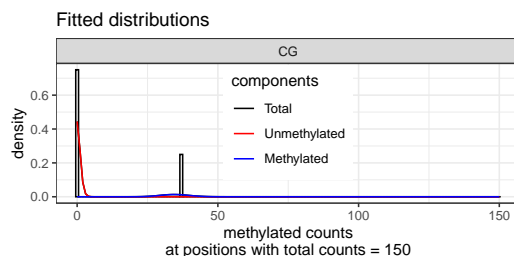 Fitted distributions
CG
components
Total
Unmethylated
Methylated
density
0.6
0.4
0.2
0.0
0
50
100
150
methylated counts
at positions with total counts = 150